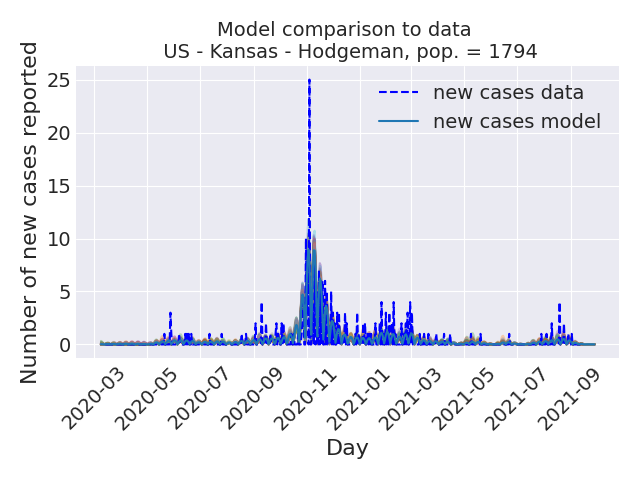 Model comparison to data
US - Kansas - Hodgeman, pop. = 1794
Number of new cases reported
25
20
15
10
5
0
new cases data
new cases model
2020-03
2020-05
2020-07
2020-09
2020-11
2021-01
2021-03
2021-05
2021-07
2021-09
Day